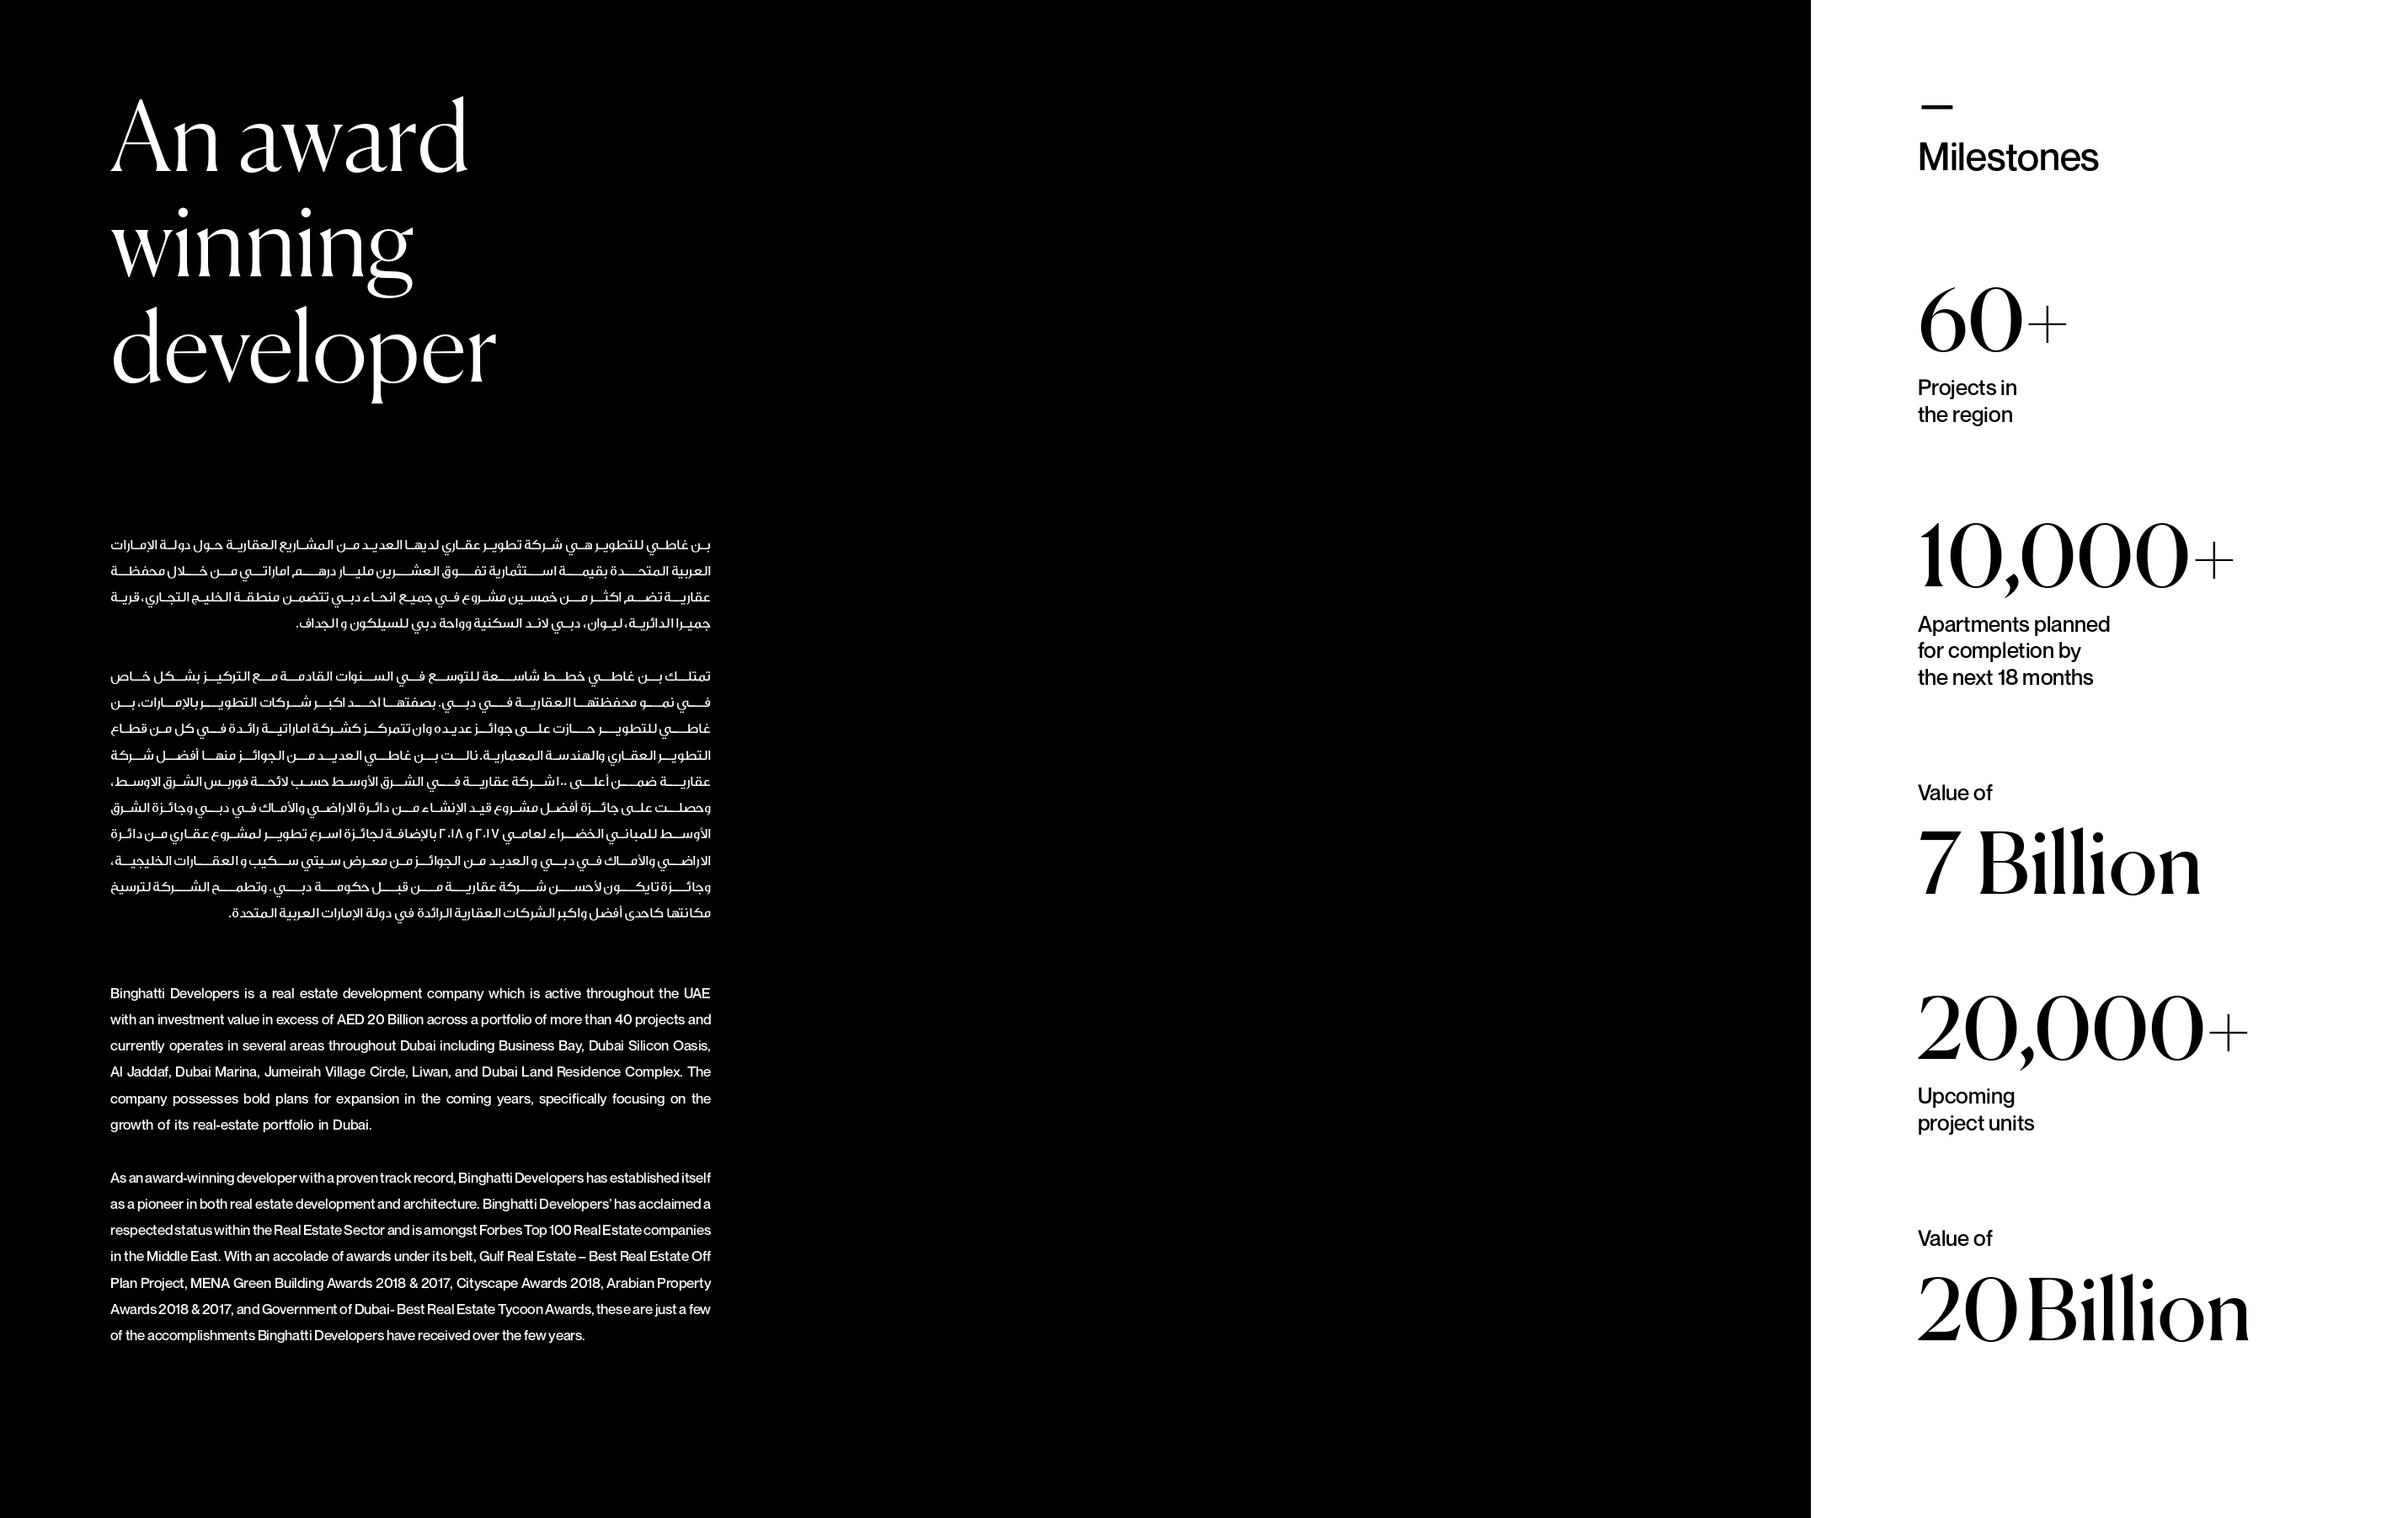 An award
winning
developer
بن غاطي للتطوير هي شركة تطوير عقاري لديها العديد من المشاريع العقارية حول دولة الإمارات
العربية المتحدة بقيمة استثمارية تفوق العشرين مليار درهم اماراتي من خلال محفظة
عقارية تضم اكثر من خمسين مشروع في جميع انحاء دبي تتضمن منطقة الخليج التجاري، قرية
جميرا الدائرية، ليوان، دبي لاند السكنية وواحة دبي للسيلكون و الجداف.
تمتلك بن غاطي خطط شاسعة للتوسع في السنوات القادمة مع التركيز بشكل خاص
في نمو محفظتها العقارية في دبي. بصفتها احد اكبر شركات التطوير بالإمارات، بن
غاطي للتطوير حازت على جوائز عديده وان تتمركز كشركة اماراتية رائدة في كل من قطاع
التطوير العقاري والهندسة المعمارية. نالت بن غاطي العديد من الجوائز منها أفضل شركة
عقارية ضمن أعلى ١٠٠ شركة عقارية في الشرق الأوسط حسب لائحة فوربس الشرق الاوسط،
وحصلت على جائزة أفضل مشروع قيد الإنشاء من دائرة الاراضي والأماك في دبي وجائزة الشرق
الأوسط للمباني الخضراء لعامي ٢٠١٧ و ٢٠١٨ بالإضافة لجائزة اسرع تطوير لمشروع عقاري من دائرة
الاراضي والأماك في دبي و العديد من الجوائز من معرض سيتي سكيب و العقارات الخليجية،
وجائزة تايكون لأحسن شركة عقارية من قبل حكومة دبي. وتطمح الشركة لترسيخ
مكانتها كاحدى أفضل واكبر الشركات العقارية الرائدة في دولة الإمارات العربية المتحدة.
Binghatti Developers is a real estate development company which is active throughout the UAE
with an investment value in excess of AED 20 Billion across a portfolio of more than 40 projects and
currently operates in several areas throughout Dubai including Business Bay, Dubai Silicon Oasis,
Al Jaddaf, Dubai Marina, Jumeirah Village Circle, Liwan, and Dubai Land Residence Complex. The
company possesses bold plans for expansion in the coming years, specifically focusing on the
growth of its real-estate portfolio in Dubai.
As an award-winning developer with a proven track record, Binghatti Developers has established itself
as a pioneer in both real estate development and architecture. Binghatti Developers’ has acclaimed a
respected status within the Real Estate Sector and is amongst Forbes Top 100 Real Estate companies
in the Middle East. With an accolade of awards under its belt, Gulf Real Estate – Best Real Estate Off
Plan Project, MENA Green Building Awards 2018 & 2017, Cityscape Awards 2018, Arabian Property
Awards 2018 & 2017, and Government of Dubai- Best Real Estate Tycoon Awards, these are just a few
of the accomplishments Binghatti Developers have received over the few years.
Milestones
60+
Projects in
the region
10,000+
Apartments planned
for completion by
the next 18 months
Value of
7 Billion
20,000+
Upcoming
project units
Value of
20 Billion